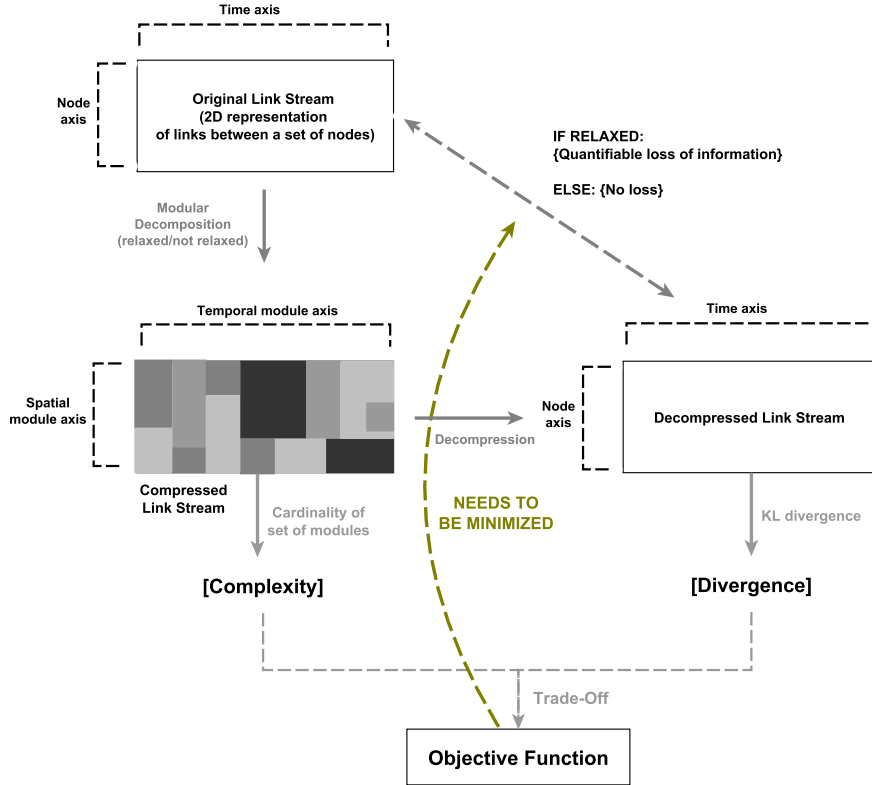 Time axis
Node
axis
Original Link Stream
(2D representation
of links between a set of nodes)
IF RELAXED:
{Quantifiable loss of information}
ELSE: {No loss}
Modular
Decomposition
(relaxed/not relaxed)
Temporal module axis
Time axis
Spatial
module axis
Node
axis
Decompressed Link Stream
Decompression
Compressed
Link Stream
Cardinality of
set of modules
NEEDS TO
BE MINIMIZED
KL divergence
[Complexity]
[Divergence]
Trade-Off
Objective Function